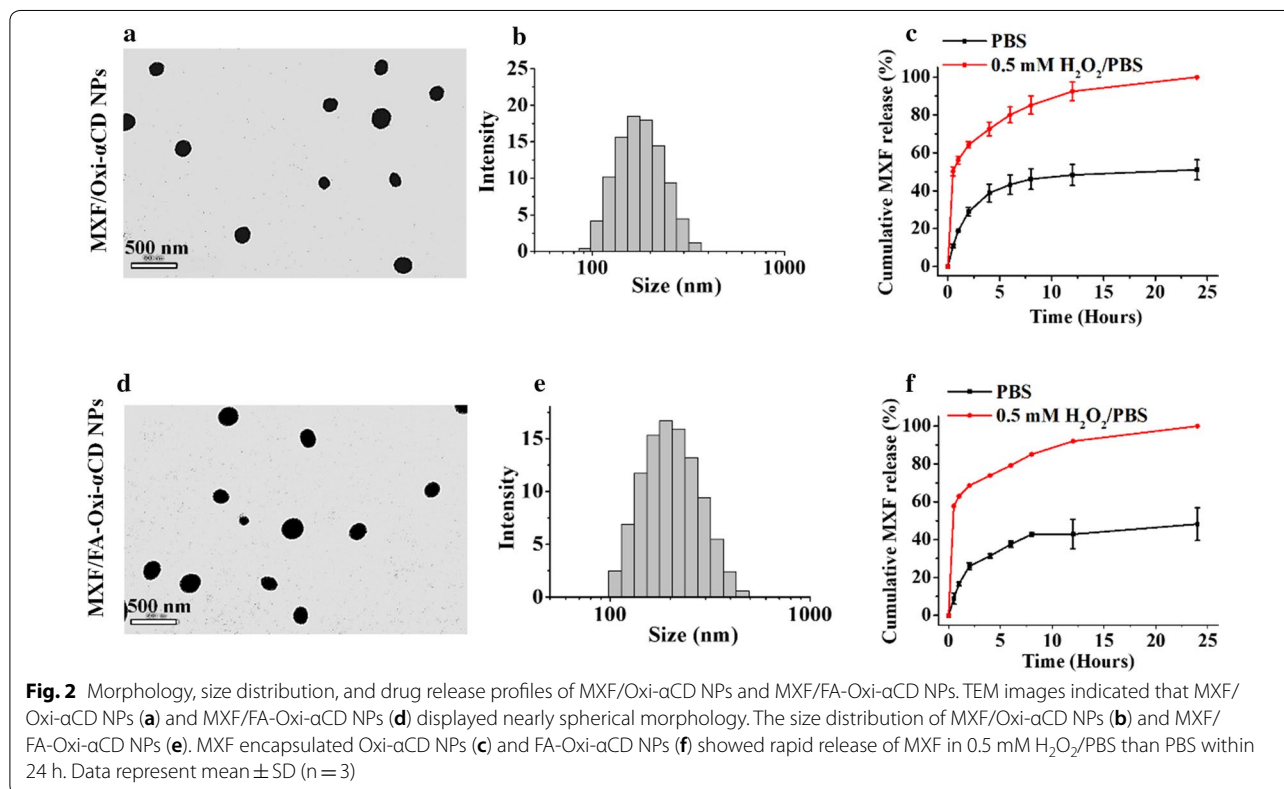 a
MXF/Oxi-αCD NPs
500 nm
b
25
20
15
10
5
0
Intensity
100
1000
Size (nm)
c
PBS
0.5 mM H₂O₂/PBS
100
80
60
40
20
0
Cumulative MXF release (%)
0 5 10 15 20 25
Time (Hours)
d
MXF/FA-Oxi-αCD NPs
500 nm
e
15
10
5
0
Intensity
100
1000
Size (nm)
f
PBS
0.5 mM H₂O₂/PBS
100
80
60
40
20
0
Cumulative MXF release (%)
0 5 10 15 20 25
Time (Hours)
Fig. 2 Morphology, size distribution, and drug release profiles of MXF/Oxi-αCD NPs and MXF/FA-Oxi-αCD NPs. TEM images indicated that MXF/
Oxi-αCD NPs (a) and MXF/FA-Oxi-αCD NPs (d) displayed nearly spherical morphology. The size distribution of MXF/Oxi-αCD NPs (b) and MXF/
FA-Oxi-αCD NPs (e). MXF encapsulated Oxi-αCD NPs (c) and FA-Oxi-αCD NPs (f) showed rapid release of MXF in 0.5 mM H₂O₂/PBS than PBS within
24 h. Data represent mean ± SD (n = 3)